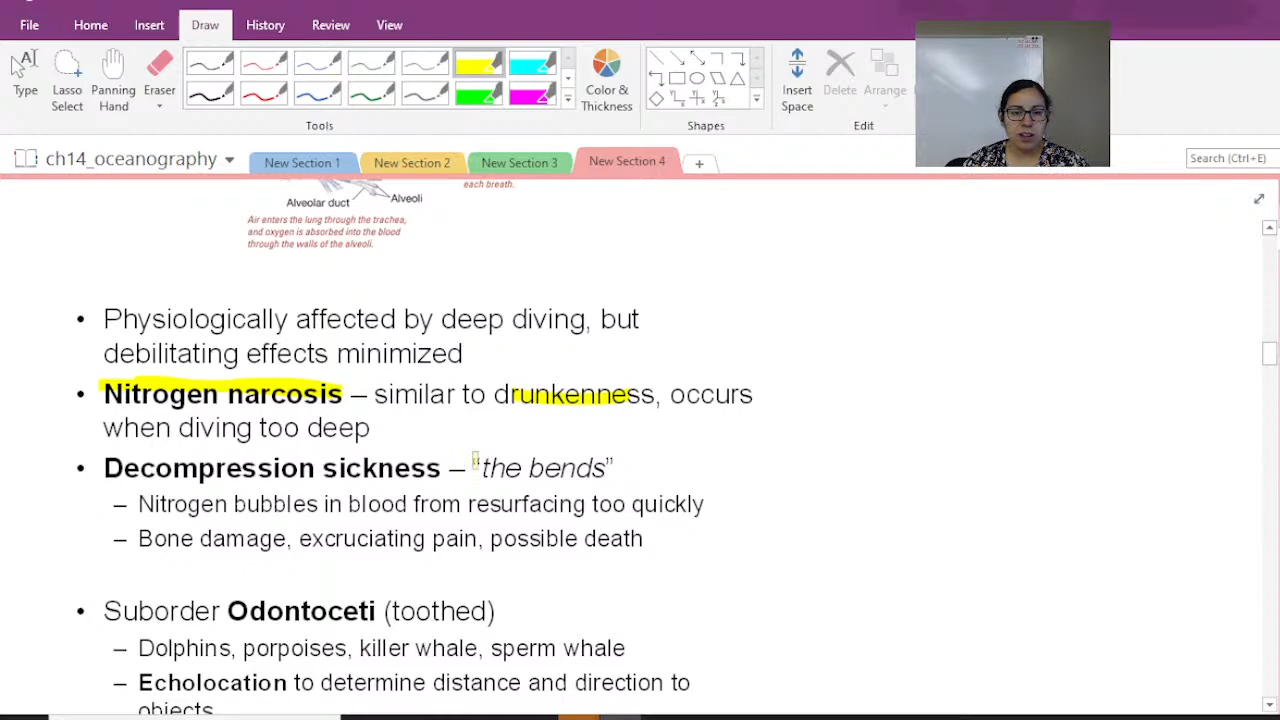 File Home Insert Draw History Review View
Type
Lasso Select
Panning Hand
Eraser
Color & Thickness
Insert Space
Delete
Arrange
Tools
Shapes
Edit
ch14_oceanography
New Section 1
New Section 2
New Section 3
New Section 4
+
Search (Ctrl+E)
each breath.
Alveolar duct
Alveoli
Air enters the lung through the trachea,
and oxygen is absorbed into the blood
through the walls of the alveoli.
• Physiologically affected by deep diving, but
debilitating effects minimized
• Nitrogen narcosis – similar to drunkenness, occurs
when diving too deep
• Decompression sickness – "the bends"
– Nitrogen bubbles in blood from resurfacing too quickly
– Bone damage, excruciating pain, possible death
• Suborder Odontoceti (toothed)
– Dolphins, porpoises, killer whale, sperm whale
– Echolocation to determine distance and direction to
objects